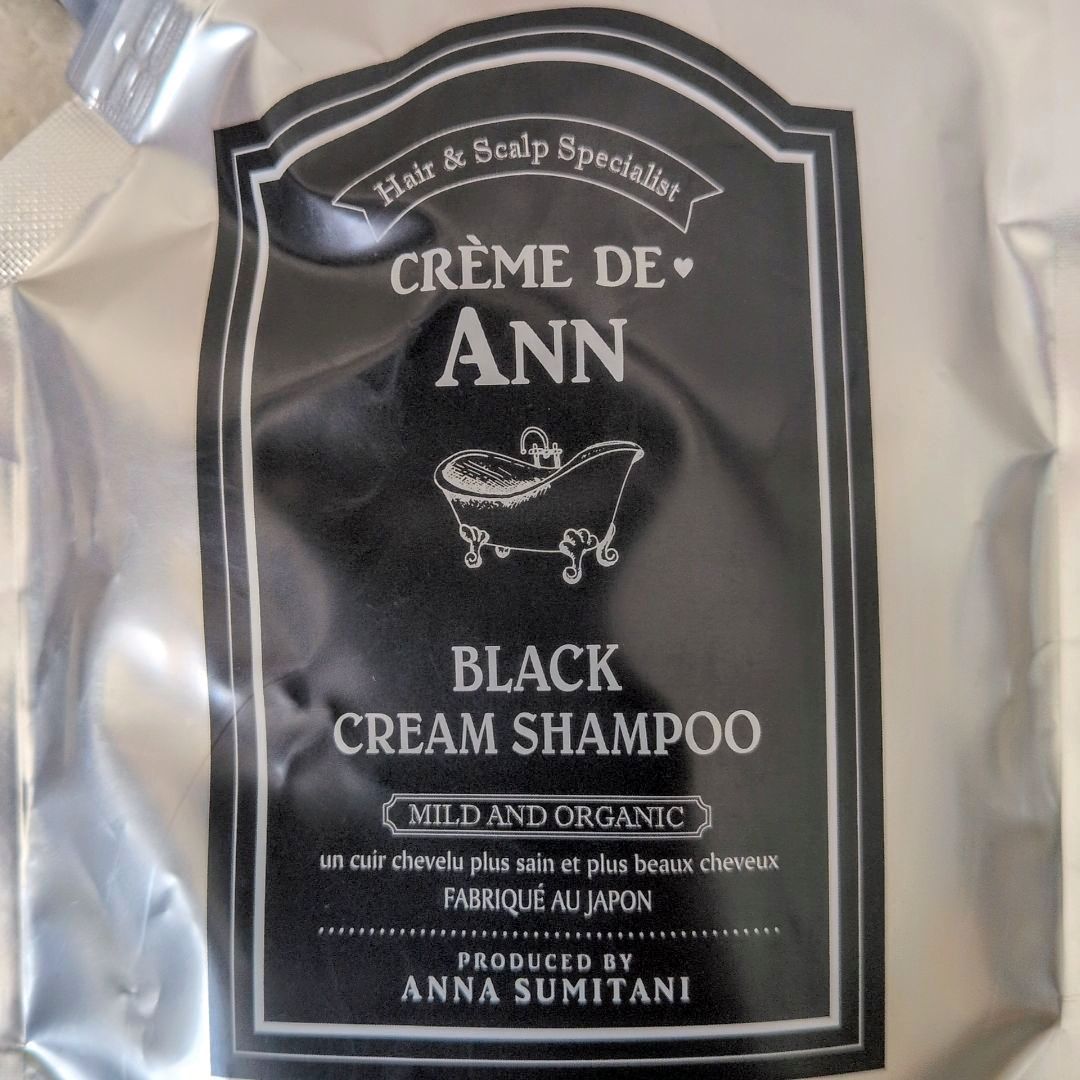 Hair & Scalp Specialist
CRÈME DE♥
ANN
BLACK
CREAM SHAMPOO
MILD AND ORGANIC
un cuir chevelu plus sain et plus beaux cheveux
FABRIQUÉ AU JAPON
PRODUCED BY
ANNA SUMITANI